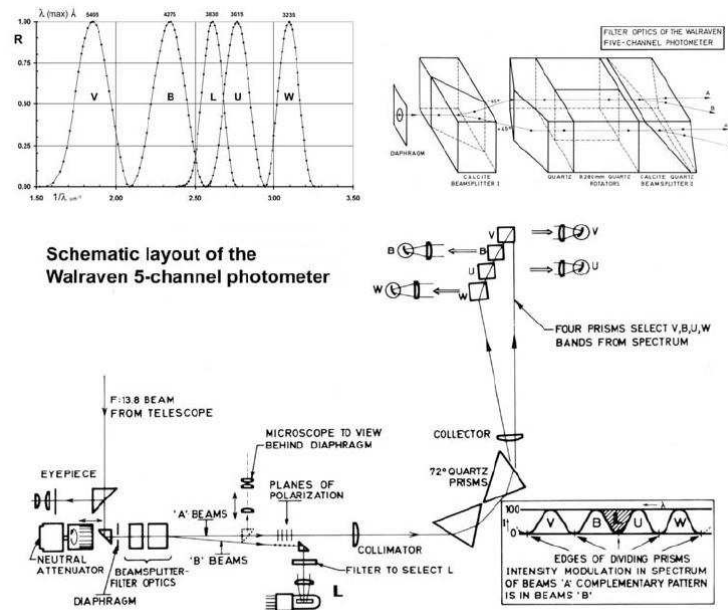 λ (max) Å 5405 4275 3838 3615 3235
R
1.00
0.75
0.50
0.25
0.00
V B L U W
1.50 2.00 2.50 3.00 3.50
1/λ
FILTER OPTICS OF THE WALRAVEN
FIVE-CHANNEL PHOTOMETER
DIAPHRAGM
CALCITE
BEAMSPLITTER I
QUARTZ
QUARTZ
ROTATORS
CALCITE QUARTZ
BEAMSPLITTER 2
Schematic layout of the
Walraven 5-channel photometer
V
B
U
W
V
B
U
W
FOUR PRISMS SELECT V,B,U,W
BANDS FROM SPECTRUM
F:13.8 BEAM
FROM TELESCOPE
MICROSCOPE TO VIEW
BEHIND DIAPHRAGM
COLLECTOR
EYEPIECE
PLANES OF
POLARIZATION
72° QUARTZ
PRISMS
'A' BEAMS
'B' BEAMS
NEUTRAL
ATTENUATOR
BEAMSPLITTER-
FILTER OPTICS
DIAPHRAGM
COLLIMATOR
FILTER TO SELECT L
L
100
I
0
λ
V B L U W
EDGES OF DIVIDING PRISMS
INTENSITY MODULATION IN SPECTRUM
OF BEAMS 'A' COMPLEMENTARY PATTERN
IS IN BEAMS 'B'